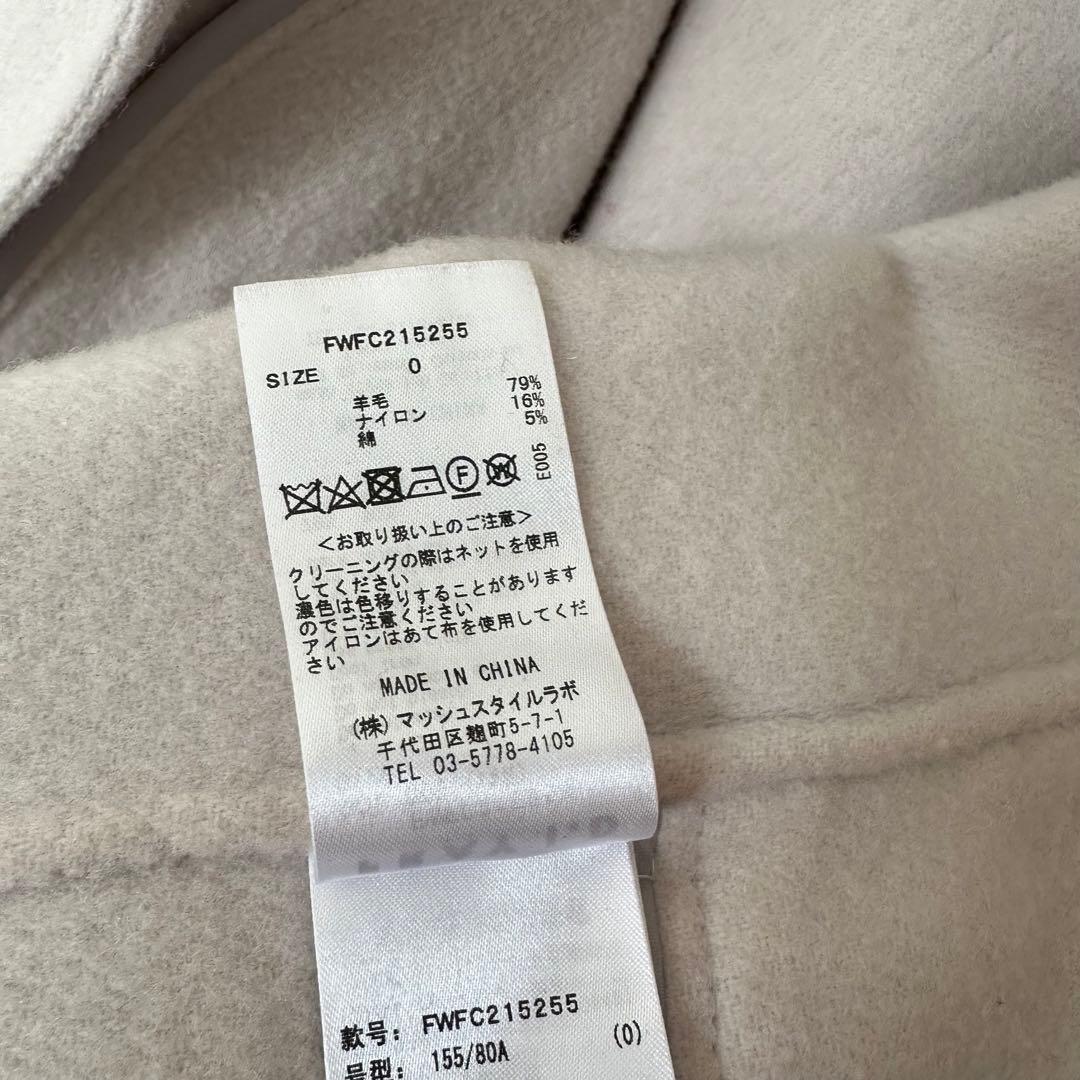 FWFC215255
SIZE 0
羊毛 79%
ナイロン 16%
綿 5%
F W E005
<お取り扱い上のご注意>
クリーニングの際はネットを使用
してください
濃色は色移りすることがあります
のでご注意ください
アイロンはあて布を使用してくだ
さい
MADE IN CHINA
(株)マッシュスタイルラボ
千代田区麹町5-7-1
TEL 03-5778-4105
款号: FWFC215255
号型: 155/80A (0)